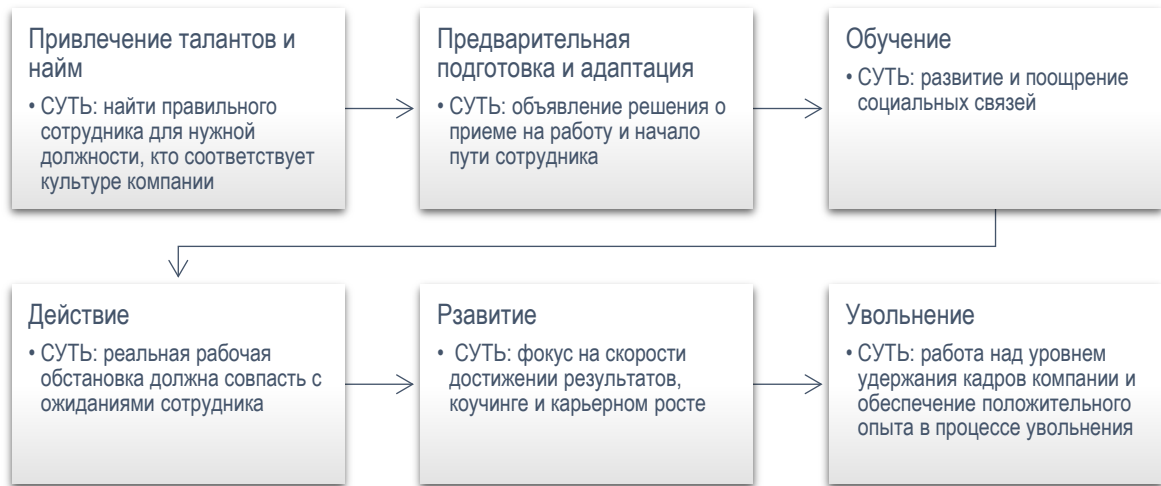 Привлечение талантов и
найм
• СУТЬ: найти правильного
сотрудника для нужной
должности, кто соответствует
культуре компании
Предварительная
подготовка и адаптация
• СУТЬ: объявление решения о
приеме на работу и начало
пути сотрудника
Обучение
• СУТЬ: развитие и поощрение
социальных связей
Действие
• СУТЬ: реальная рабочая
обстановка должна совпасть с
ожиданиями сотрудника
Рзавитие
• СУТЬ: фокус на скорости
достижении результатов,
коучинге и карьерном росте
Увольнение
• СУТЬ: работа над уровнем
удержания кадров компании и
обеспечение положительного
опыта в процессе увольнения